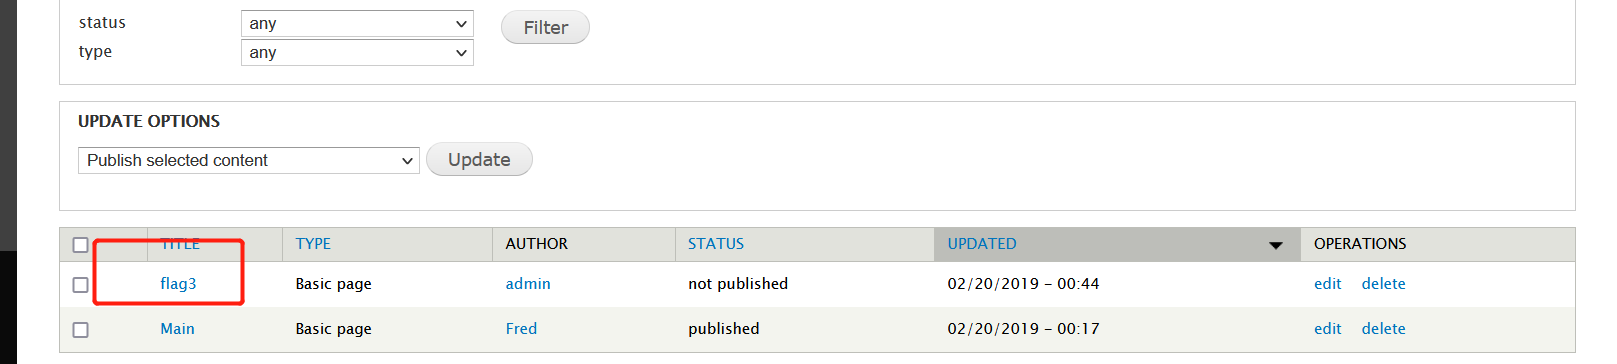 status any Filter
type any
UPDATE OPTIONS
Publish selected content Update
TITLE TYPE AUTHOR STATUS UPDATED OPERATIONS
flag3 Basic page admin not published 02/20/2019 - 00:44 edit delete
Main Basic page Fred published 02/20/2019 - 00:17 edit delete